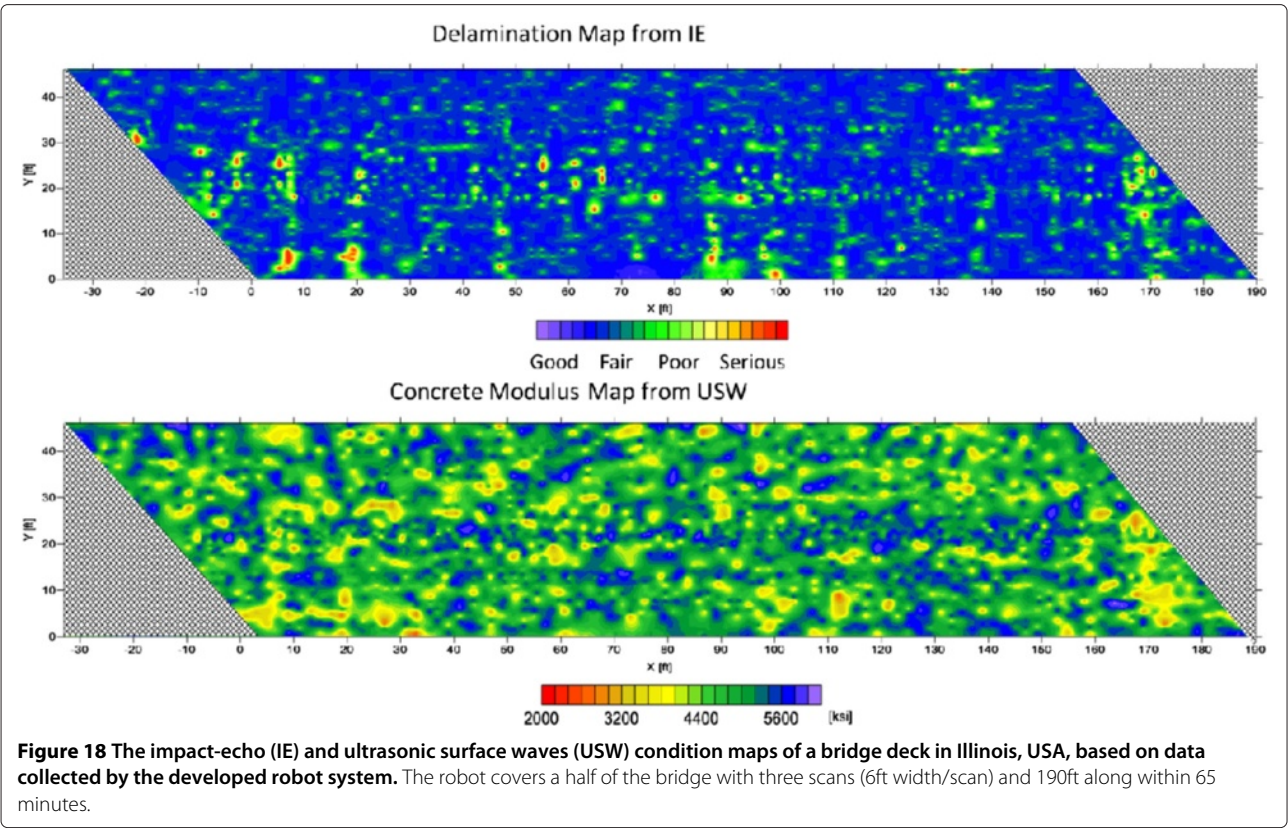 Delamination Map from IE
40
30
20
10
0
Y [ft]
-30 -20 -10 0 10 20 30 40 50 60 70 80 90 100 110 120 130 140 150 160 170 180 190
X [ft]
Good Fair Poor Serious
Concrete Modulus Map from USW
40
30
20
10
0
Y [ft]
-30 -20 -10 0 10 20 30 40 50 60 70 80 90 100 110 120 130 140 150 160 170 180 190
X [ft]
2000 3200 4400 5600 [ksi]
Figure 18 The impact-echo (IE) and ultrasonic surface waves (USW) condition maps of a bridge deck in Illinois, USA, based on data
collected by the developed robot system. The robot covers a half of the bridge with three scans (6ft width/scan) and 190ft along within 65
minutes.